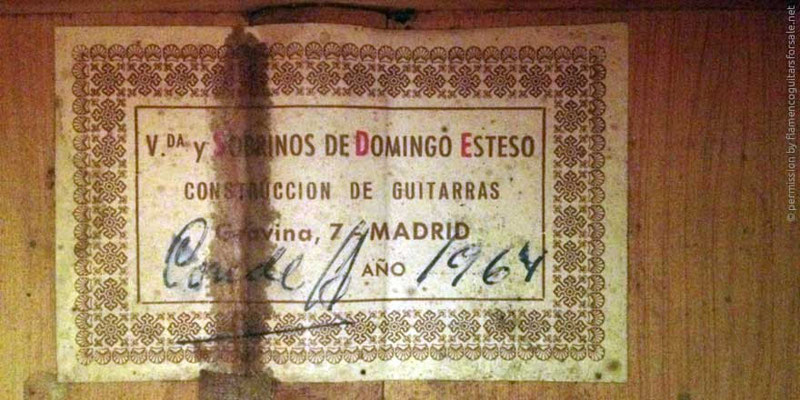 V.DA y SOBRINOS DE DOMINGO ESTESO
CONSTRUCCION DE GUITARRAS
Gravina, 7 - MADRID
Conde H AÑO 1964
© permission by flamencoguitarsforsale.net